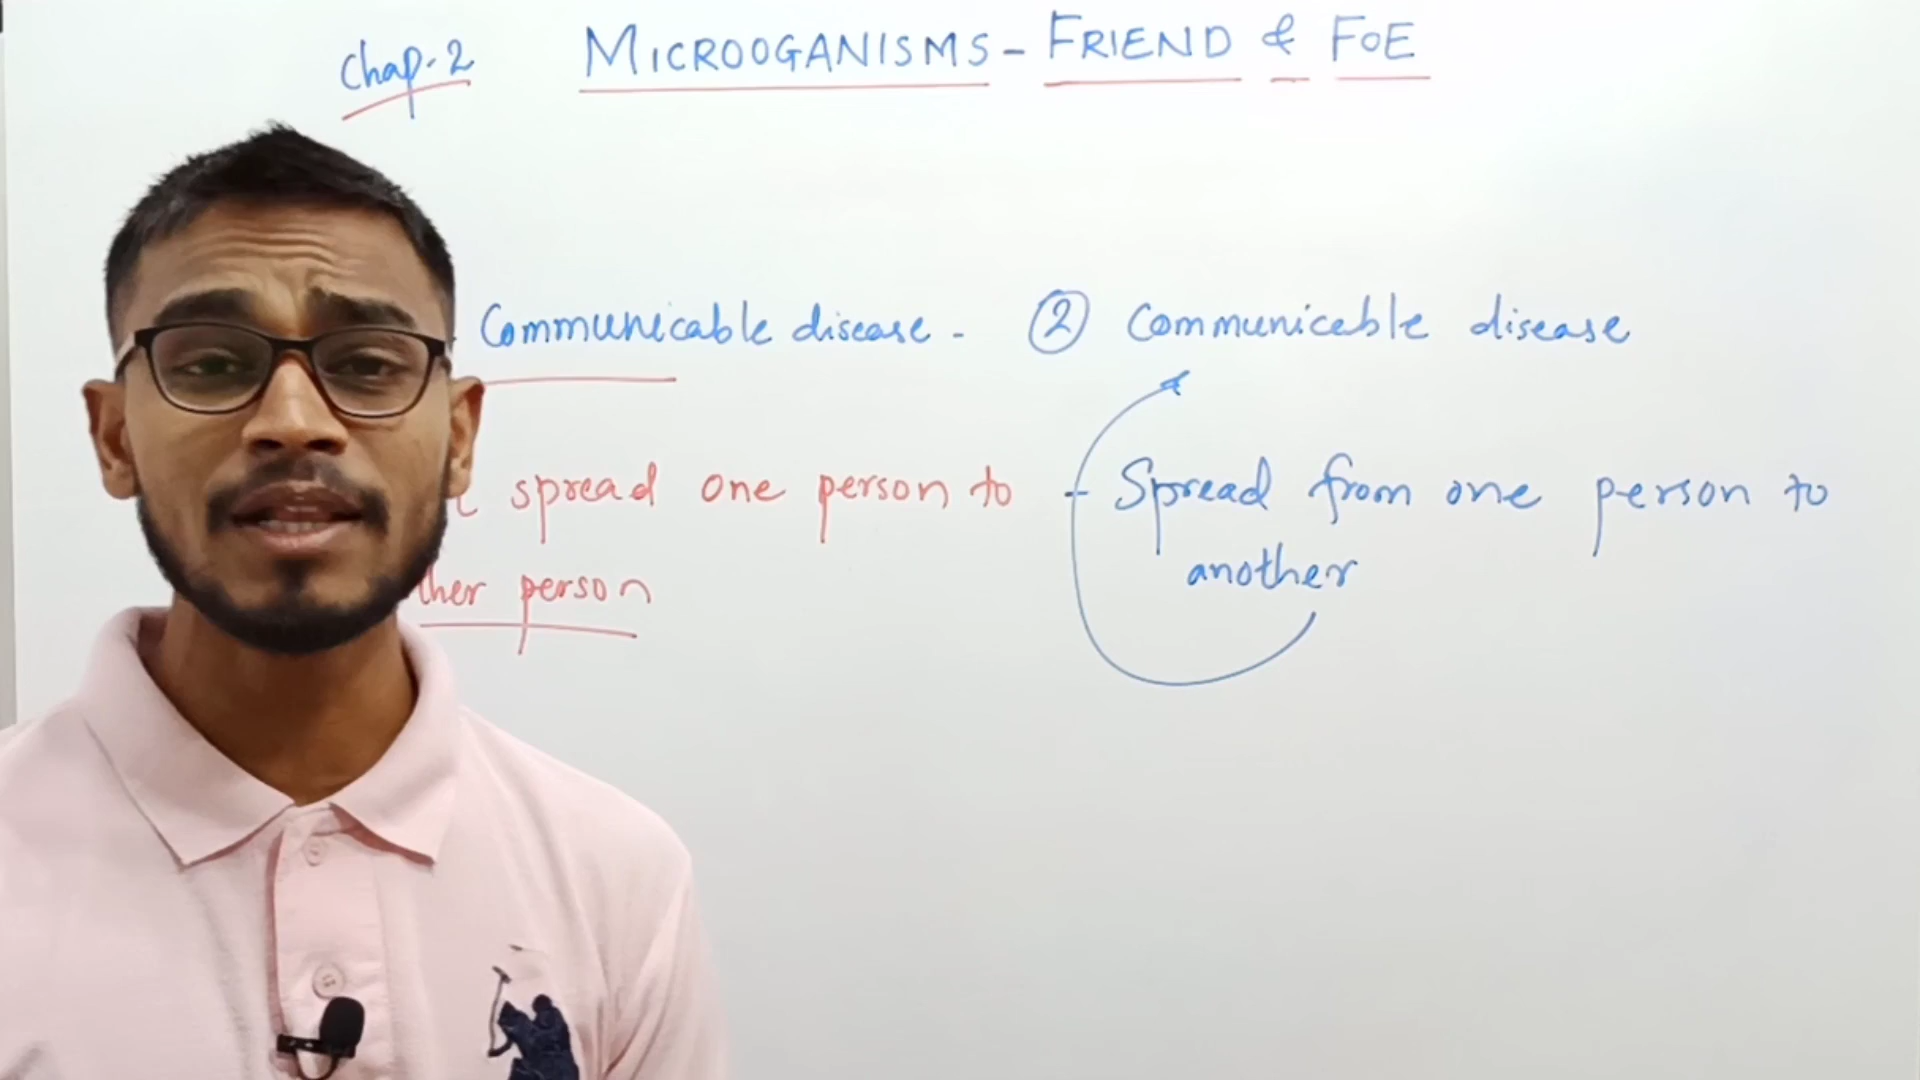 Chap.2 MICROOGANISMS - FRIEND & FOE
Communicable disease -
spread one person to
ther person
② Communiceble disease
- Spread from one person to
another